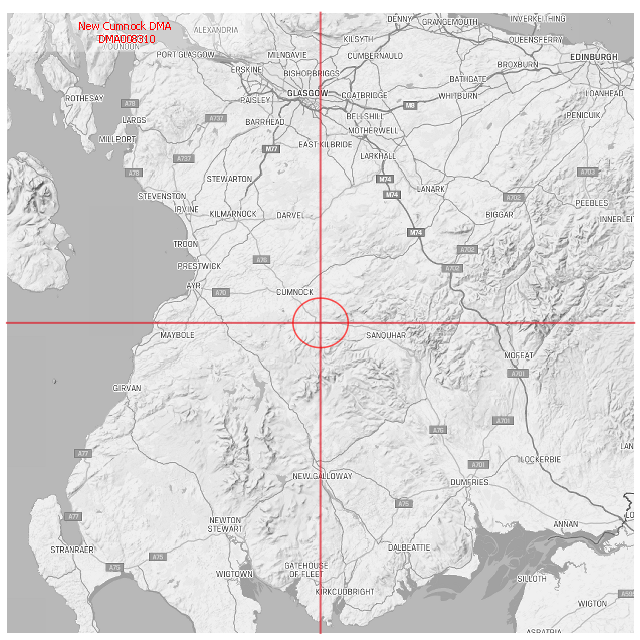 New Cumnock DMA
DMA008310
ALEXANDRIA
DENNY
GRANGEMOUTH
INVERKEITHING
KILSYTH
QUEENSFERRY
PORT GLASGOW
MILNGAVIE
CUMBERNAULD
EDINBURGH
ERSKINE
BISHOPBRIGGS
BROXBURN
BATHGATE
ROTHESAY
PAISLEY
GLASGOW
COATBRIDGE
WHITBURN
LOANHEAD
A78
M8
LARGS
A737
BARRHEAD
BELLSHILL
PENICUIK
MOTHERWELL
MILLPORT
M77
EAST KILBRIDE
A737
LARKHALL
A78
A703
STEWARTON
M74
LANARK
STEVENSTON
M74
A702
PEEBLES
IRVINE
KILMARNOCK
DARVEL
BIGGAR
INNERLEIT
M74
TROON
A702
PRESTWICK
A70
A702
AYR
A70
CUMNOCK
MAYBOLE
SANQUHAR
MOFFAT
A701
GIRVAN
A701
A76
A77
LAN
LOCKERBIE
A701
NEW GALLOWAY
DUMFRIES
A75
A77
NEWTON
STEWART
ANNAN
LO
STRANRAER
DALBEATTIE
A75
A75
WIGTOWN
GATEHOUSE
OF FLEET
SILLOTH
KIRKCUDBRIGHT
A595
WIGTON
ASPATRIA